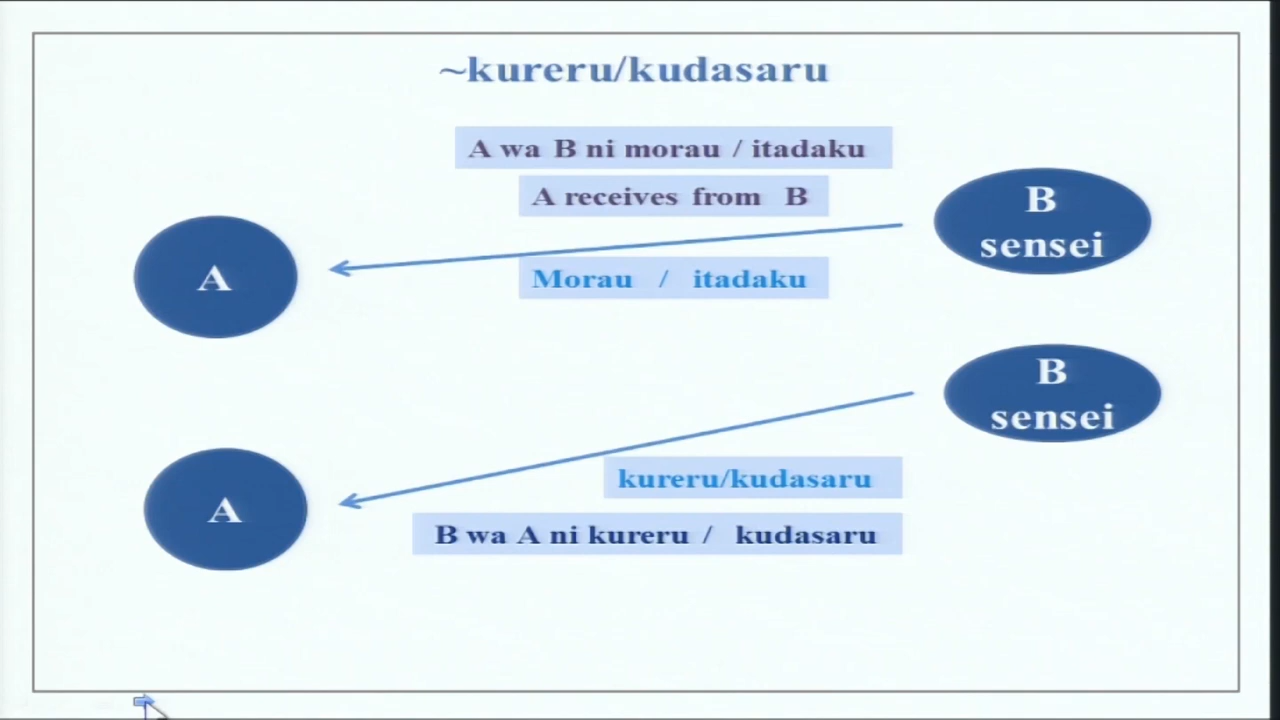 ~kureru/kudasaru
A wa B ni morau / itadaku
A receives from B
B
sensei
A
Morau / itadaku
B
sensei
kureru/kudasaru
A
B wa A ni kureru / kudasaru